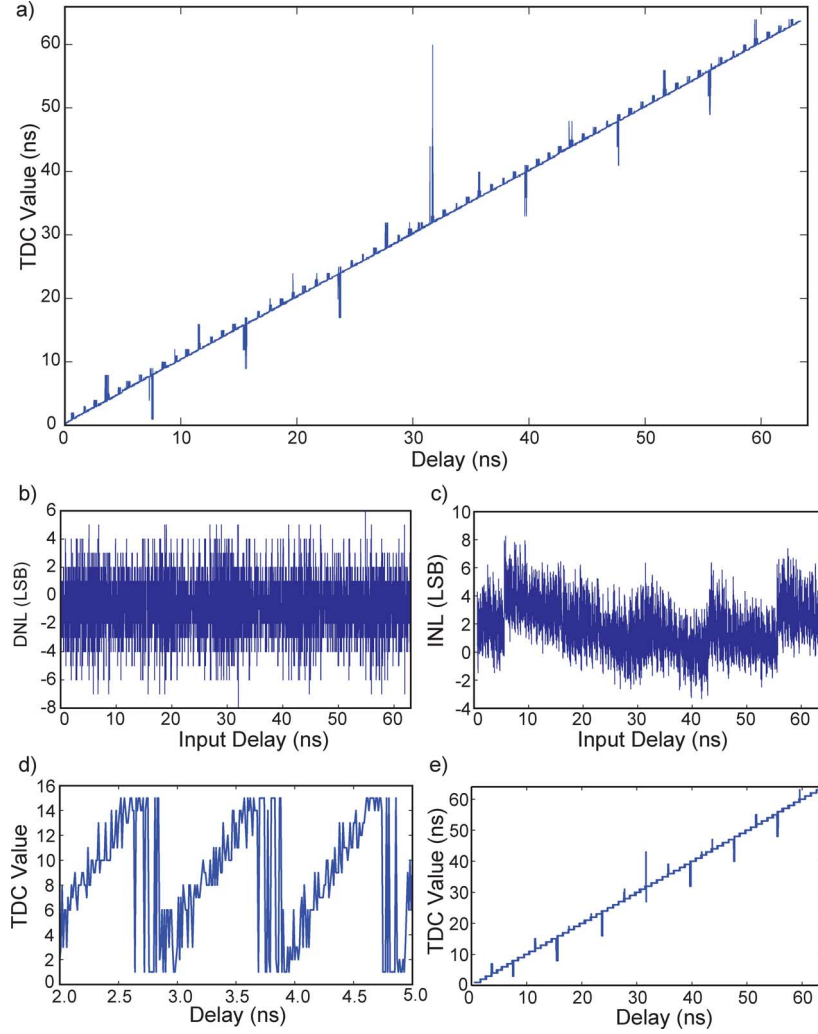 a)
60
50
40
30
20
10
0
TDC Value (ns)
0 10 20 30 40 50 60
Delay (ns)
b)
6
4
2
0
-2
-4
-6
-8
DNL (LSB)
0 10 20 30 40 50 60
Input Delay (ns)
c)
10
8
6
4
2
0
-2
-4
INL (LSB)
0 10 20 30 40 50 60
Input Delay (ns)
d)
16
14
12
10
8
6
4
2
0
TDC Value
2.0 2.5 3.0 3.5 4.0 4.5 5.0
Delay (ns)
e)
60
50
40
30
20
10
0
TDC Value (ns)
0 10 20 30 40 50 60
Delay (ns)